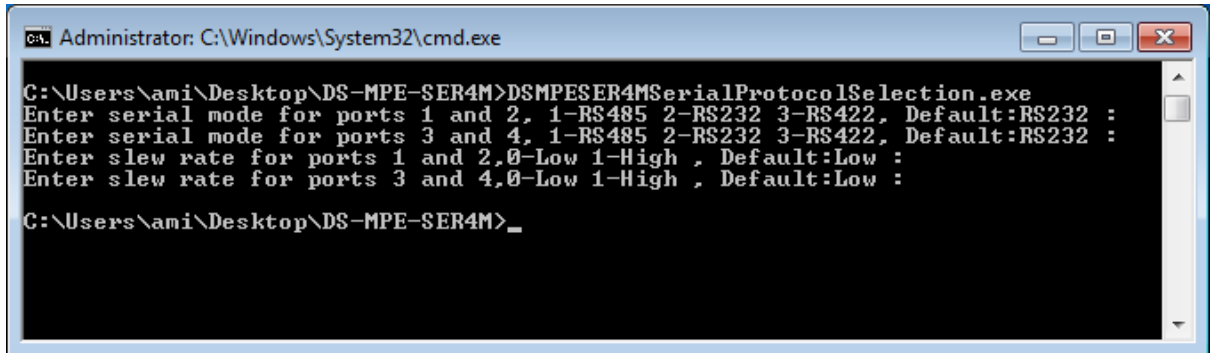 Administrator: C:\Windows\System32\cmd.exe
C:\Users\ami\Desktop\DS-MPE-SER4M>DSMPESER4MSerialProtocolSelection.exe
Enter serial mode for ports 1 and 2, 1-RS485 2-RS232 3-RS422, Default:RS232 :
Enter serial mode for ports 3 and 4, 1-RS485 2-RS232 3-RS422, Default:RS232 :
Enter slew rate for ports 1 and 2,0-Low 1-High , Default:Low :
Enter slew rate for ports 3 and 4,0-Low 1-High , Default:Low :
C:\Users\ami\Desktop\DS-MPE-SER4M>_